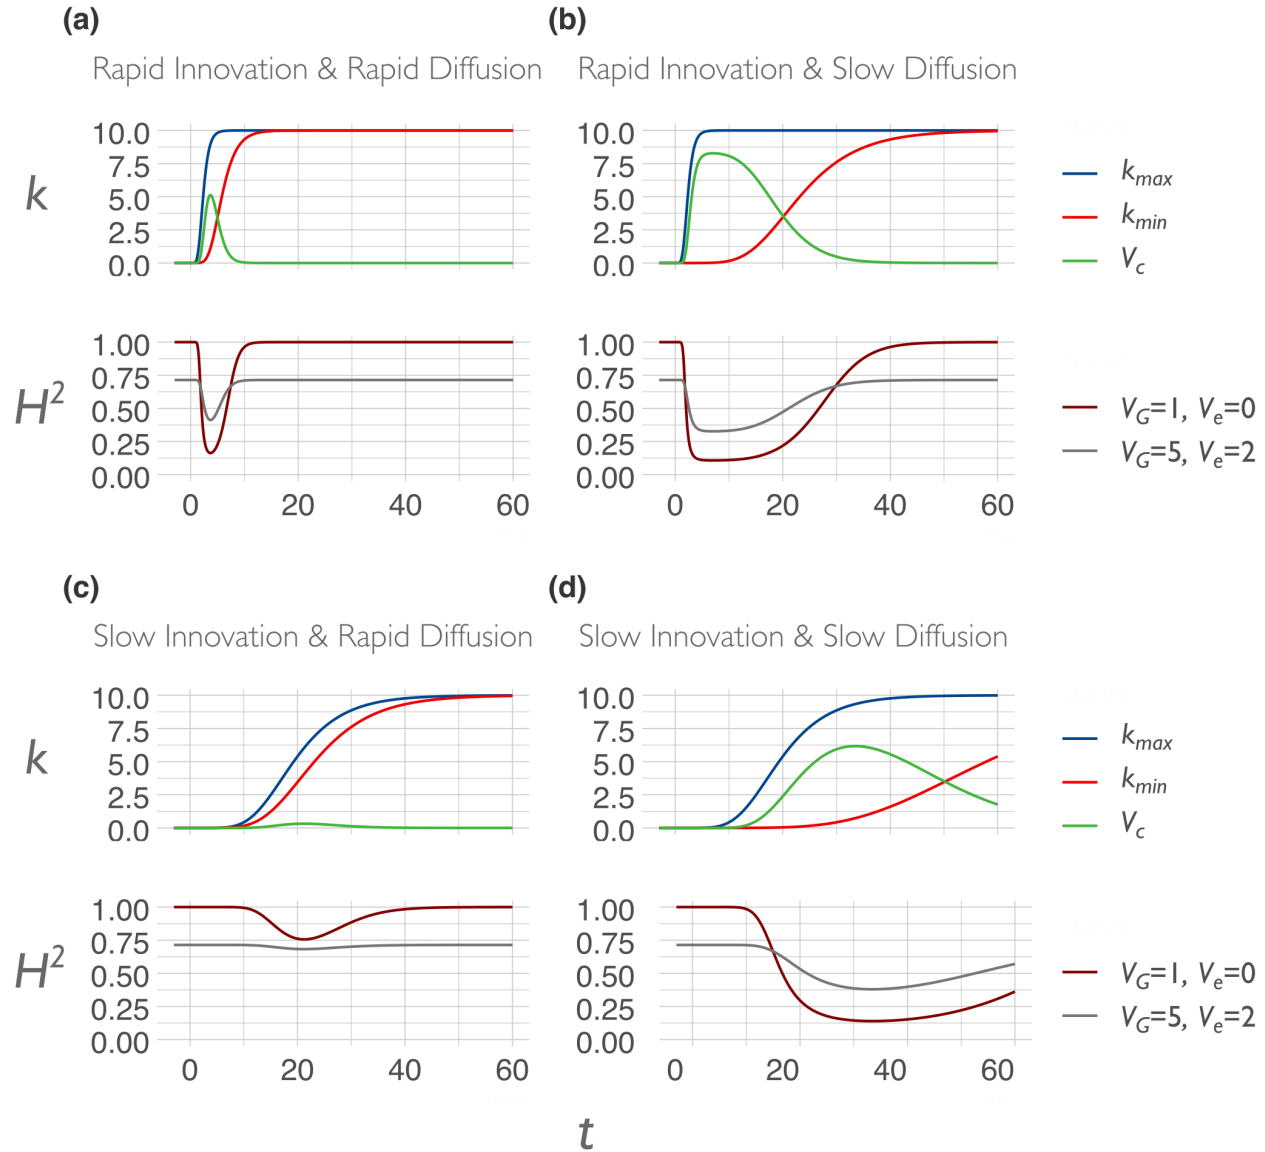 (a)
(b)
Rapid Innovation & Rapid Diffusion
Rapid Innovation & Slow Diffusion
k
10.0
7.5
5.0
2.5
0.0
10.0
7.5
5.0
2.5
0.0
kmax
kmin
Vc
H2
1.00
0.75
0.50
0.25
0.00
0 20 40 60
1.00
0.75
0.50
0.25
0.00
0 20 40 60
VG=1, Ve=0
VG=5, Ve=2
(c)
(d)
Slow Innovation & Rapid Diffusion
Slow Innovation & Slow Diffusion
k
10.0
7.5
5.0
2.5
0.0
10.0
7.5
5.0
2.5
0.0
kmax
kmin
Vc
H2
1.00
0.75
0.50
0.25
0.00
0 20 40 60
1.00
0.75
0.50
0.25
0.00
0 20 40 60
VG=1, Ve=0
VG=5, Ve=2
t